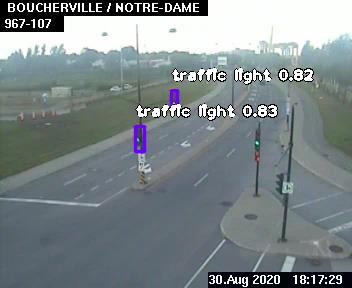 BOUCHERVILLE / NOTRE-DAME
967-107
traffic light 0.82
traffic light 0.83
30.Aug 2020 18:17:29